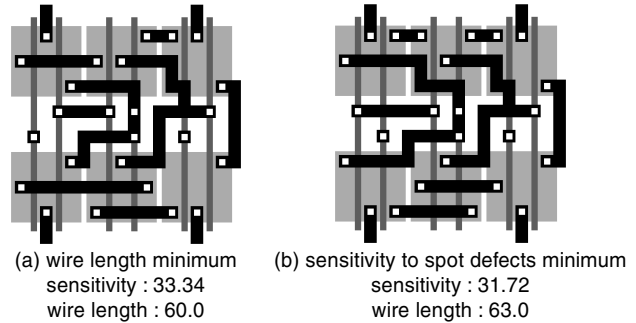 (a) wire length minimum
sensitivity : 33.34
wire length : 60.0
(b) sensitivity to spot defects minimum
sensitivity : 31.72
wire length : 63.0